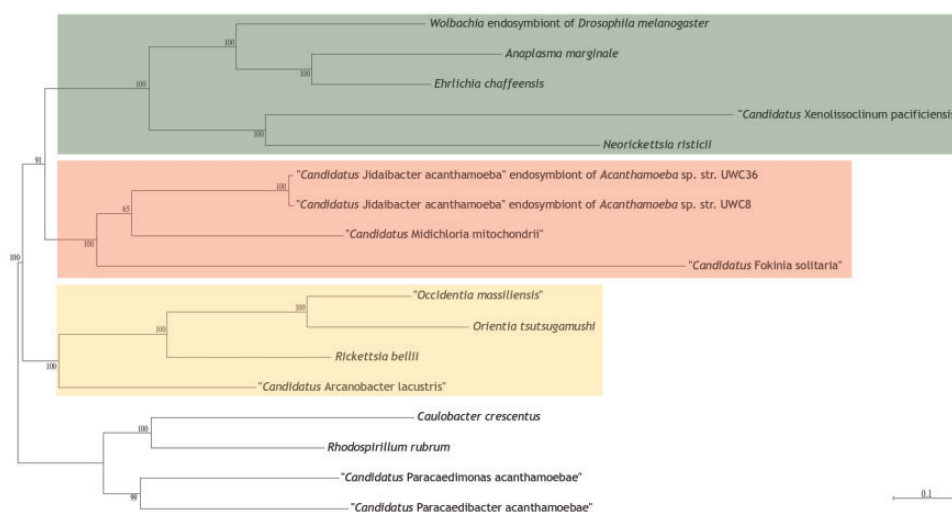 Wolbachia endosymbiont of Drosophila melanogaster
100
Anaplasma marginale
100
Ehrlichia chaffeensis
100
"Candidatus Xenolissoclinum pacificiensis
100
Neorickettsia risticii
91
"Candidatus Jidaibacter acanthamoeba" endosymbiont of Acanthamoeba sp. str. UWC36
100
"Candidatus Jidaibacter acanthamoeba" endosymbiont of Acanthamoeba sp. str. UWC8
65
"Candidatus Midichloria mitochondrii"
100
100
"Candidatus Fokinia solitaria"
"Occidentia massiliensis"
100
Orientia tsutsugamushi
100
Rickettsia bellii
100
"Candidatus Arcanobacter lacustris"
Caulobacter crescentus
100
Rhodospirillum rubrum
"Candidatus Paracaedimonas acanthamoebae"
99
0.1
"Candidatus Paracaedibacter acanthamoebae"